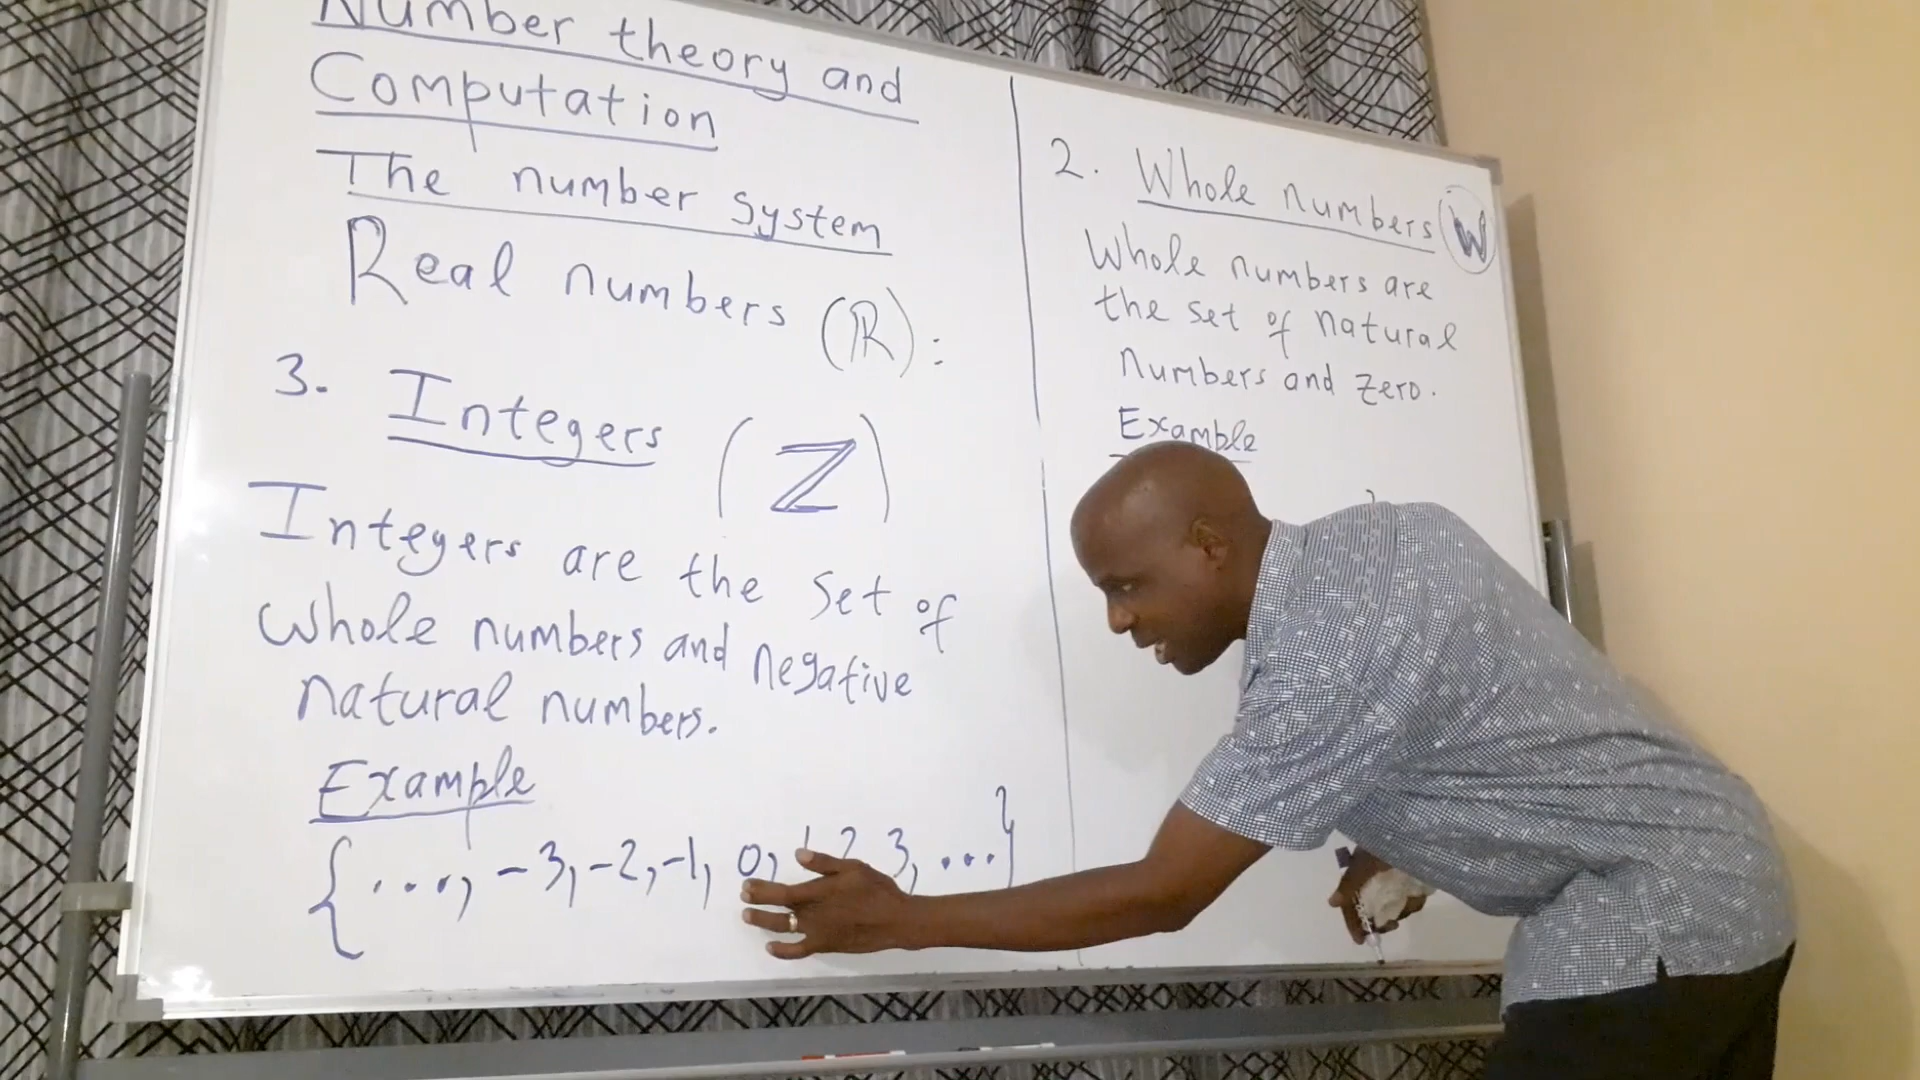 Number theory and
Computation
The number system
Real numbers (ℝ):
3. Integers (ℤ)
Integers are the set of
whole numbers and negative
natural numbers.
Example
{..., -3, -2, -1, 0, 1, 2, 3, ...}
2. Whole numbers W
Whole numbers are
the set of natural
numbers and zero.
Example